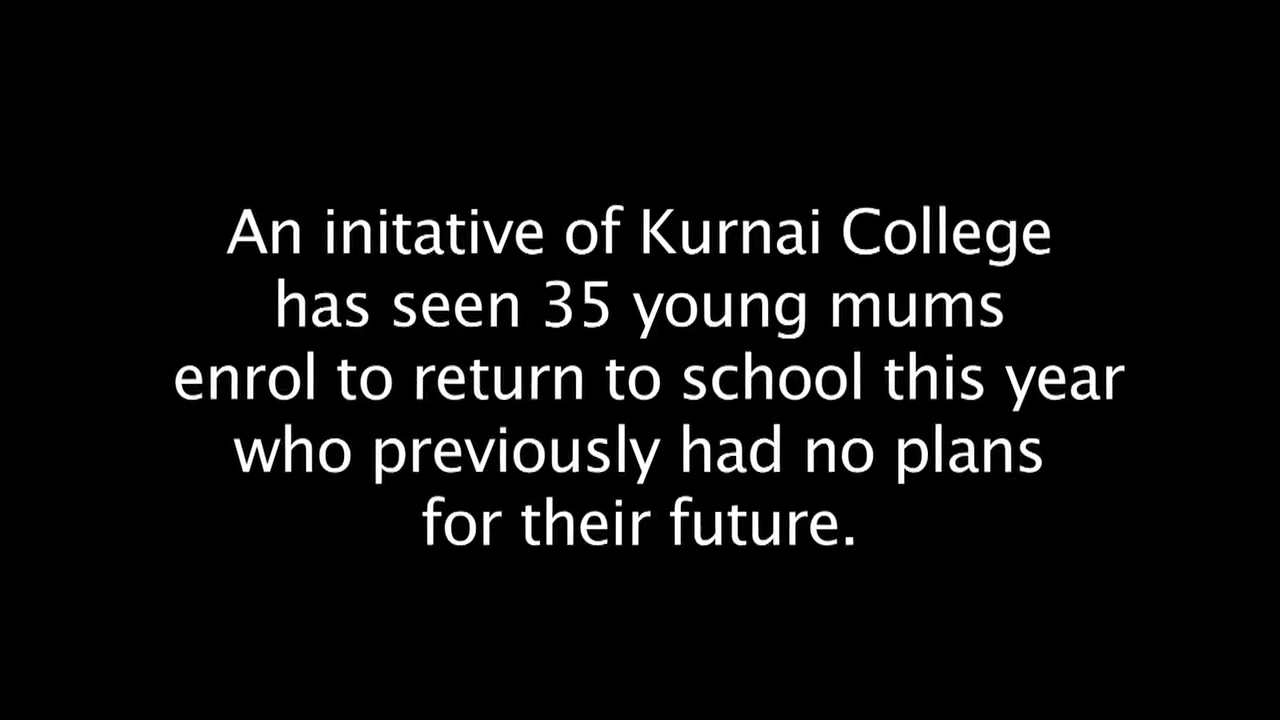 An initative of Kurnai College
has seen 35 young mums
enrol to return to school this year
who previously had no plans
for their future.